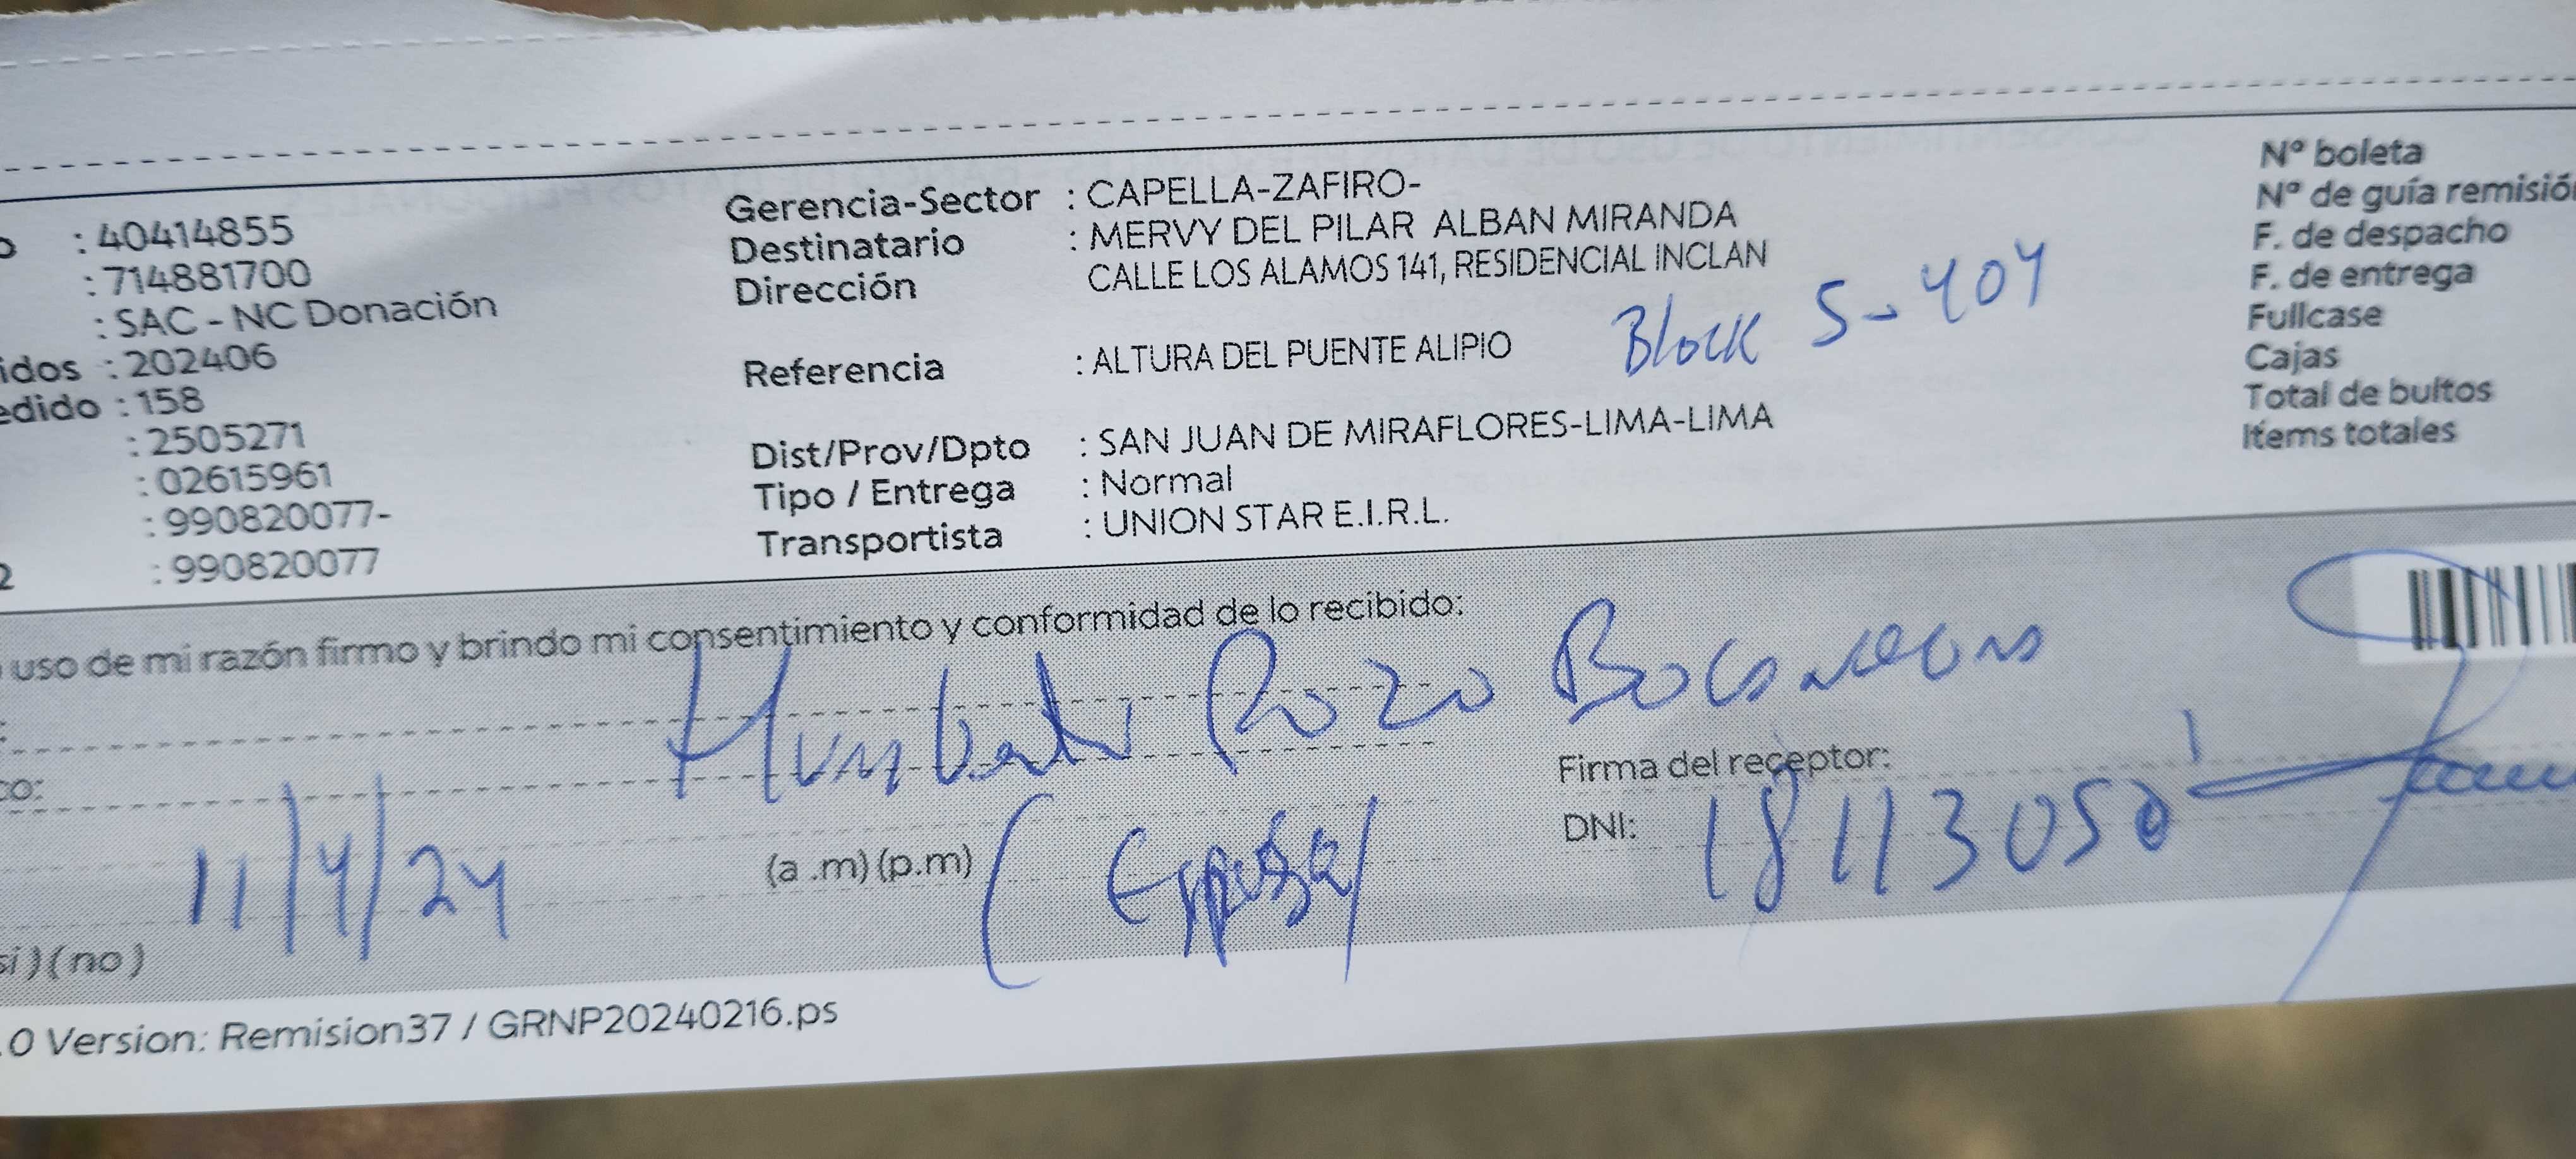 : 40414855
: 714881700
: SAC - NC Donación
idos : 202406
edido : 158
: 2505271
: 02615961
: 990820077-
2 : 990820077
Gerencia-Sector : CAPELLA-ZAFIRO-
Destinatario : MERVY DEL PILAR ALBAN MIRANDA
Dirección CALLE LOS ALAMOS 141, RESIDENCIAL INCLAN
Block S-404
Referencia : ALTURA DEL PUENTE ALIPIO
Dist/Prov/Dpto : SAN JUAN DE MIRAFLORES-LIMA-LIMA
Tipo / Entrega : Normal
Transportista : UNION STAR E.I.R.L.
Nº boleta
Nº de guía remisió
F. de despacho
F. de entrega
Fullcase
Cajas
Total de bultos
Items totales
uso de mi razón firmo y brindo mi consentimiento y conformidad de lo recibido:
Humberto Rozo
co:
Firma del receptor:
DNI: 18113050
11/4/24 (a .m) (p.m)
si ) ( no )
.0 Version: Remision37 / GRNP20240216.ps